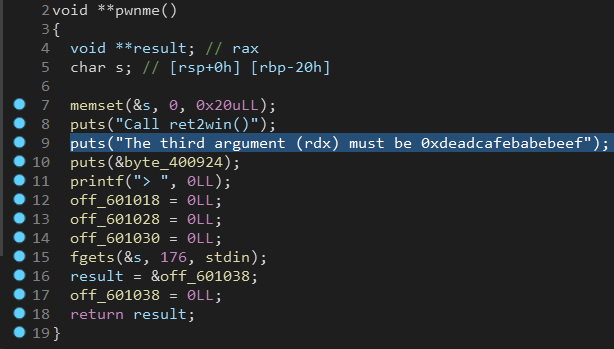 2 void **pwnme()
3 {
4   void **result; // rax
5   char s; // [rsp+0h] [rbp-20h]
6
7   memset(&s, 0, 0x20uLL);
8   puts("Call ret2win()");
9   puts("The third argument (rdx) must be 0xdeadcafebabebeef");
10   puts(&byte_400924);
11   printf("> ", 0LL);
12   off_601018 = 0LL;
13   off_601028 = 0LL;
14   off_601030 = 0LL;
15   fgets(&s, 176, stdin);
16   result = &off_601038;
17   off_601038 = 0LL;
18   return result;
19 }